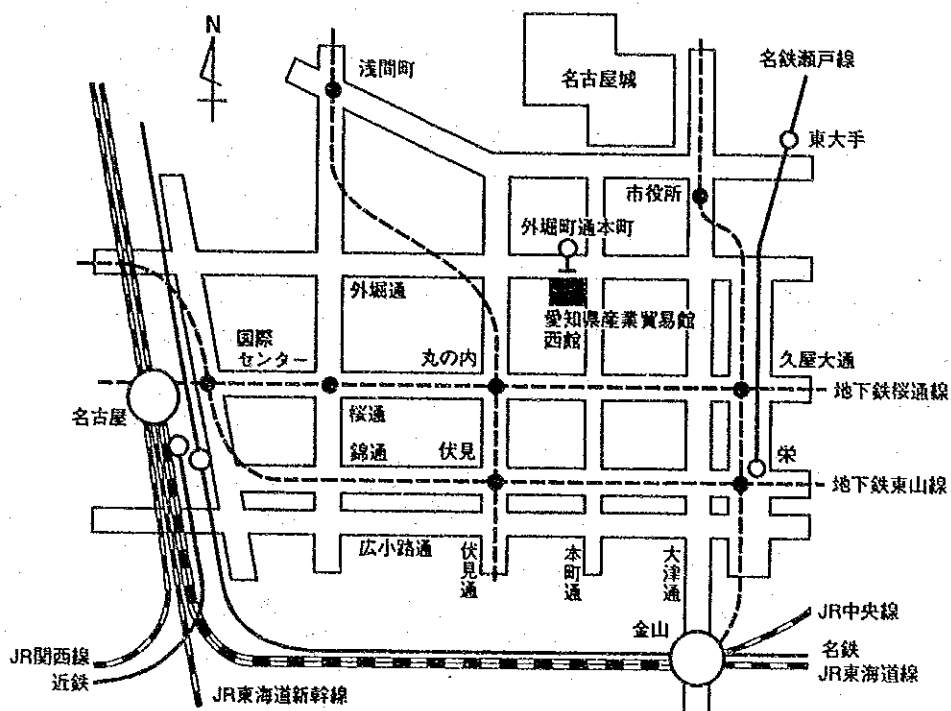 N
浅間町
名古屋城
名鉄瀬戸線
東大手
市役所
外堀町通本町
外堀通
愛知県産業貿易館
西館
国際
センター
丸の内
久屋大通
地下鉄桜通線
名古屋
桜通
錦通
伏見
栄
地下鉄東山線
広小路通
伏見通
本町通
大津通
金山
JR中央線
JR関西線
名鉄
近鉄
JR東海道線
JR東海道新幹線